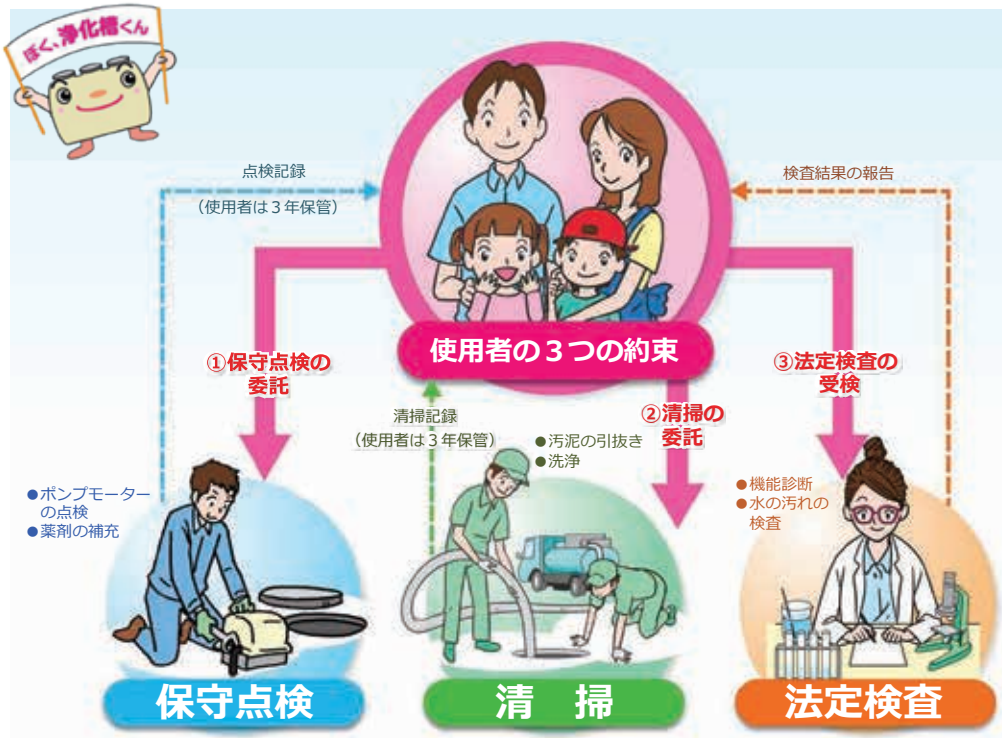 ぼく、浄化槽くん
点検記録
（使用者は３年保管）
検査結果の報告
使用者の３つの約束
①保守点検の
委託
清掃記録
（使用者は３年保管）
②清掃の
委託
③法定検査の
受検
●ポンプモーター
の点検
●薬剤の補充
●汚泥の引抜き
●洗浄
●機能診断
●水の汚れの
検査
保守点検
清　掃
法定検査